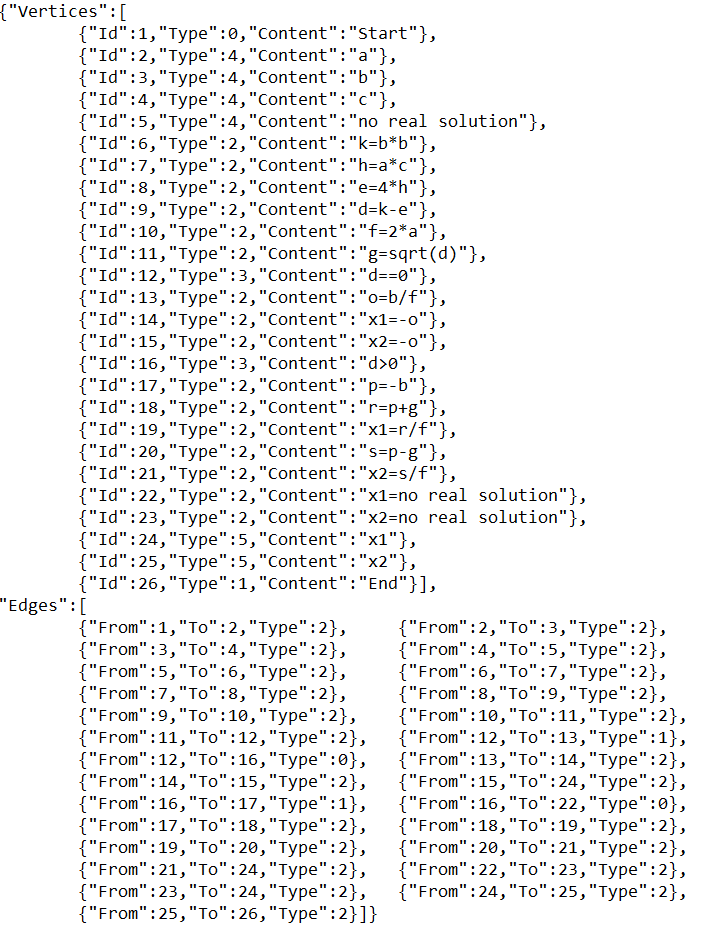 {"Vertices":[
{"Id":1,"Type":0,"Content":"Start"},
{"Id":2,"Type":4,"Content":"a"},
{"Id":3,"Type":4,"Content":"b"},
{"Id":4,"Type":4,"Content":"c"},
{"Id":5,"Type":4,"Content":"no real solution"},
{"Id":6,"Type":2,"Content":"k=b*b"},
{"Id":7,"Type":2,"Content":"h=a*c"},
{"Id":8,"Type":2,"Content":"e=4*h"},
{"Id":9,"Type":2,"Content":"d=k-e"},
{"Id":10,"Type":2,"Content":"f=2*a"},
{"Id":11,"Type":2,"Content":"g=sqrt(d)"},
{"Id":12,"Type":3,"Content":"d==0"},
{"Id":13,"Type":2,"Content":"o=b/f"},
{"Id":14,"Type":2,"Content":"x1=-o"},
{"Id":15,"Type":2,"Content":"x2=-o"},
{"Id":16,"Type":3,"Content":"d>0"},
{"Id":17,"Type":2,"Content":"p=-b"},
{"Id":18,"Type":2,"Content":"r=p+g"},
{"Id":19,"Type":2,"Content":"x1=r/f"},
{"Id":20,"Type":2,"Content":"s=p-g"},
{"Id":21,"Type":2,"Content":"x2=s/f"},
{"Id":22,"Type":2,"Content":"x1=no real solution"},
{"Id":23,"Type":2,"Content":"x2=no real solution"},
{"Id":24,"Type":5,"Content":"x1"},
{"Id":25,"Type":5,"Content":"x2"},
{"Id":26,"Type":1,"Content":"End"}],
"Edges":[
{"From":1,"To":2,"Type":2}, {"From":2,"To":3,"Type":2},
{"From":3,"To":4,"Type":2}, {"From":4,"To":5,"Type":2},
{"From":5,"To":6,"Type":2}, {"From":6,"To":7,"Type":2},
{"From":7,"To":8,"Type":2}, {"From":8,"To":9,"Type":2},
{"From":9,"To":10,"Type":2}, {"From":10,"To":11,"Type":2},
{"From":11,"To":12,"Type":2}, {"From":12,"To":13,"Type":1},
{"From":12,"To":16,"Type":0}, {"From":13,"To":14,"Type":2},
{"From":14,"To":15,"Type":2}, {"From":15,"To":24,"Type":2},
{"From":16,"To":17,"Type":1}, {"From":16,"To":22,"Type":0},
{"From":17,"To":18,"Type":2}, {"From":18,"To":19,"Type":2},
{"From":19,"To":20,"Type":2}, {"From":20,"To":21,"Type":2},
{"From":21,"To":24,"Type":2}, {"From":22,"To":23,"Type":2},
{"From":23,"To":24,"Type":2}, {"From":24,"To":25,"Type":2},
{"From":25,"To":26,"Type":2}]}